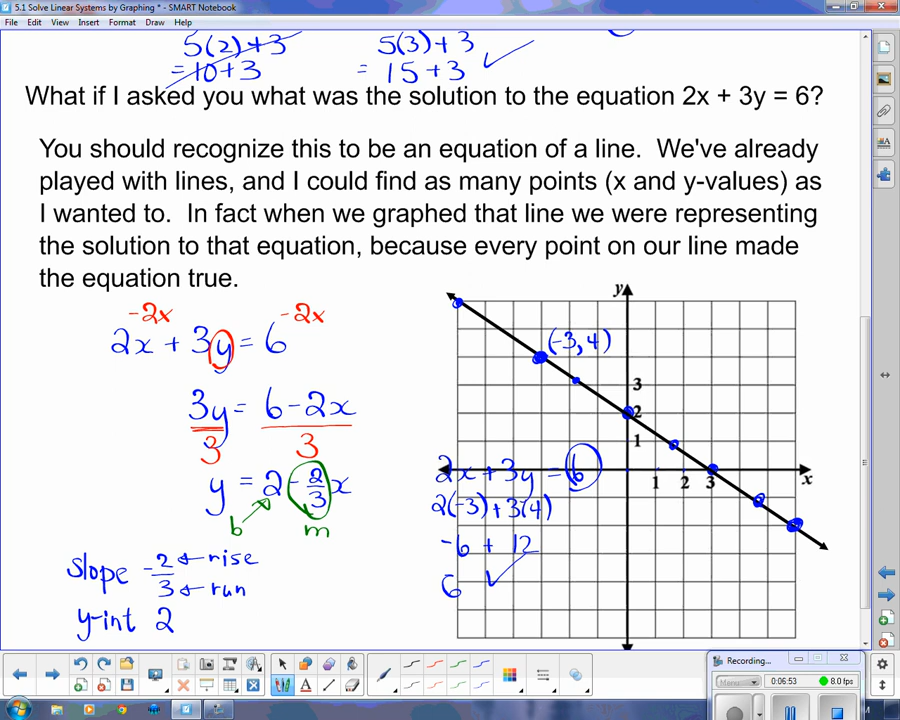 5.1 Solve Linear Systems by Graphing * - SMART Notebook
File Edit View Insert Format Draw Help
5(2)+3 5(3)+3
=10+3 = 15+3 ✓
What if I asked you what was the solution to the equation 2x + 3y = 6?
You should recognize this to be an equation of a line. We've already
played with lines, and I could find as many points (x and y-values) as
I wanted to. In fact when we graphed that line we were representing
the solution to that equation, because every point on our line made
the equation true.
-2x -2x
2x + 3y = 6
3y = 6-2x
3 3
y = 2 - 2/3 x
b m
slope -2/3 ←rise ←run
y-int 2
y
(-3,4)
3
2
1
1 2 3 x
2x+3y = 6
2(-3)+3(4)
-6 + 12
6 ✓
Recording...
Menu 0:06:53 8.0 fps